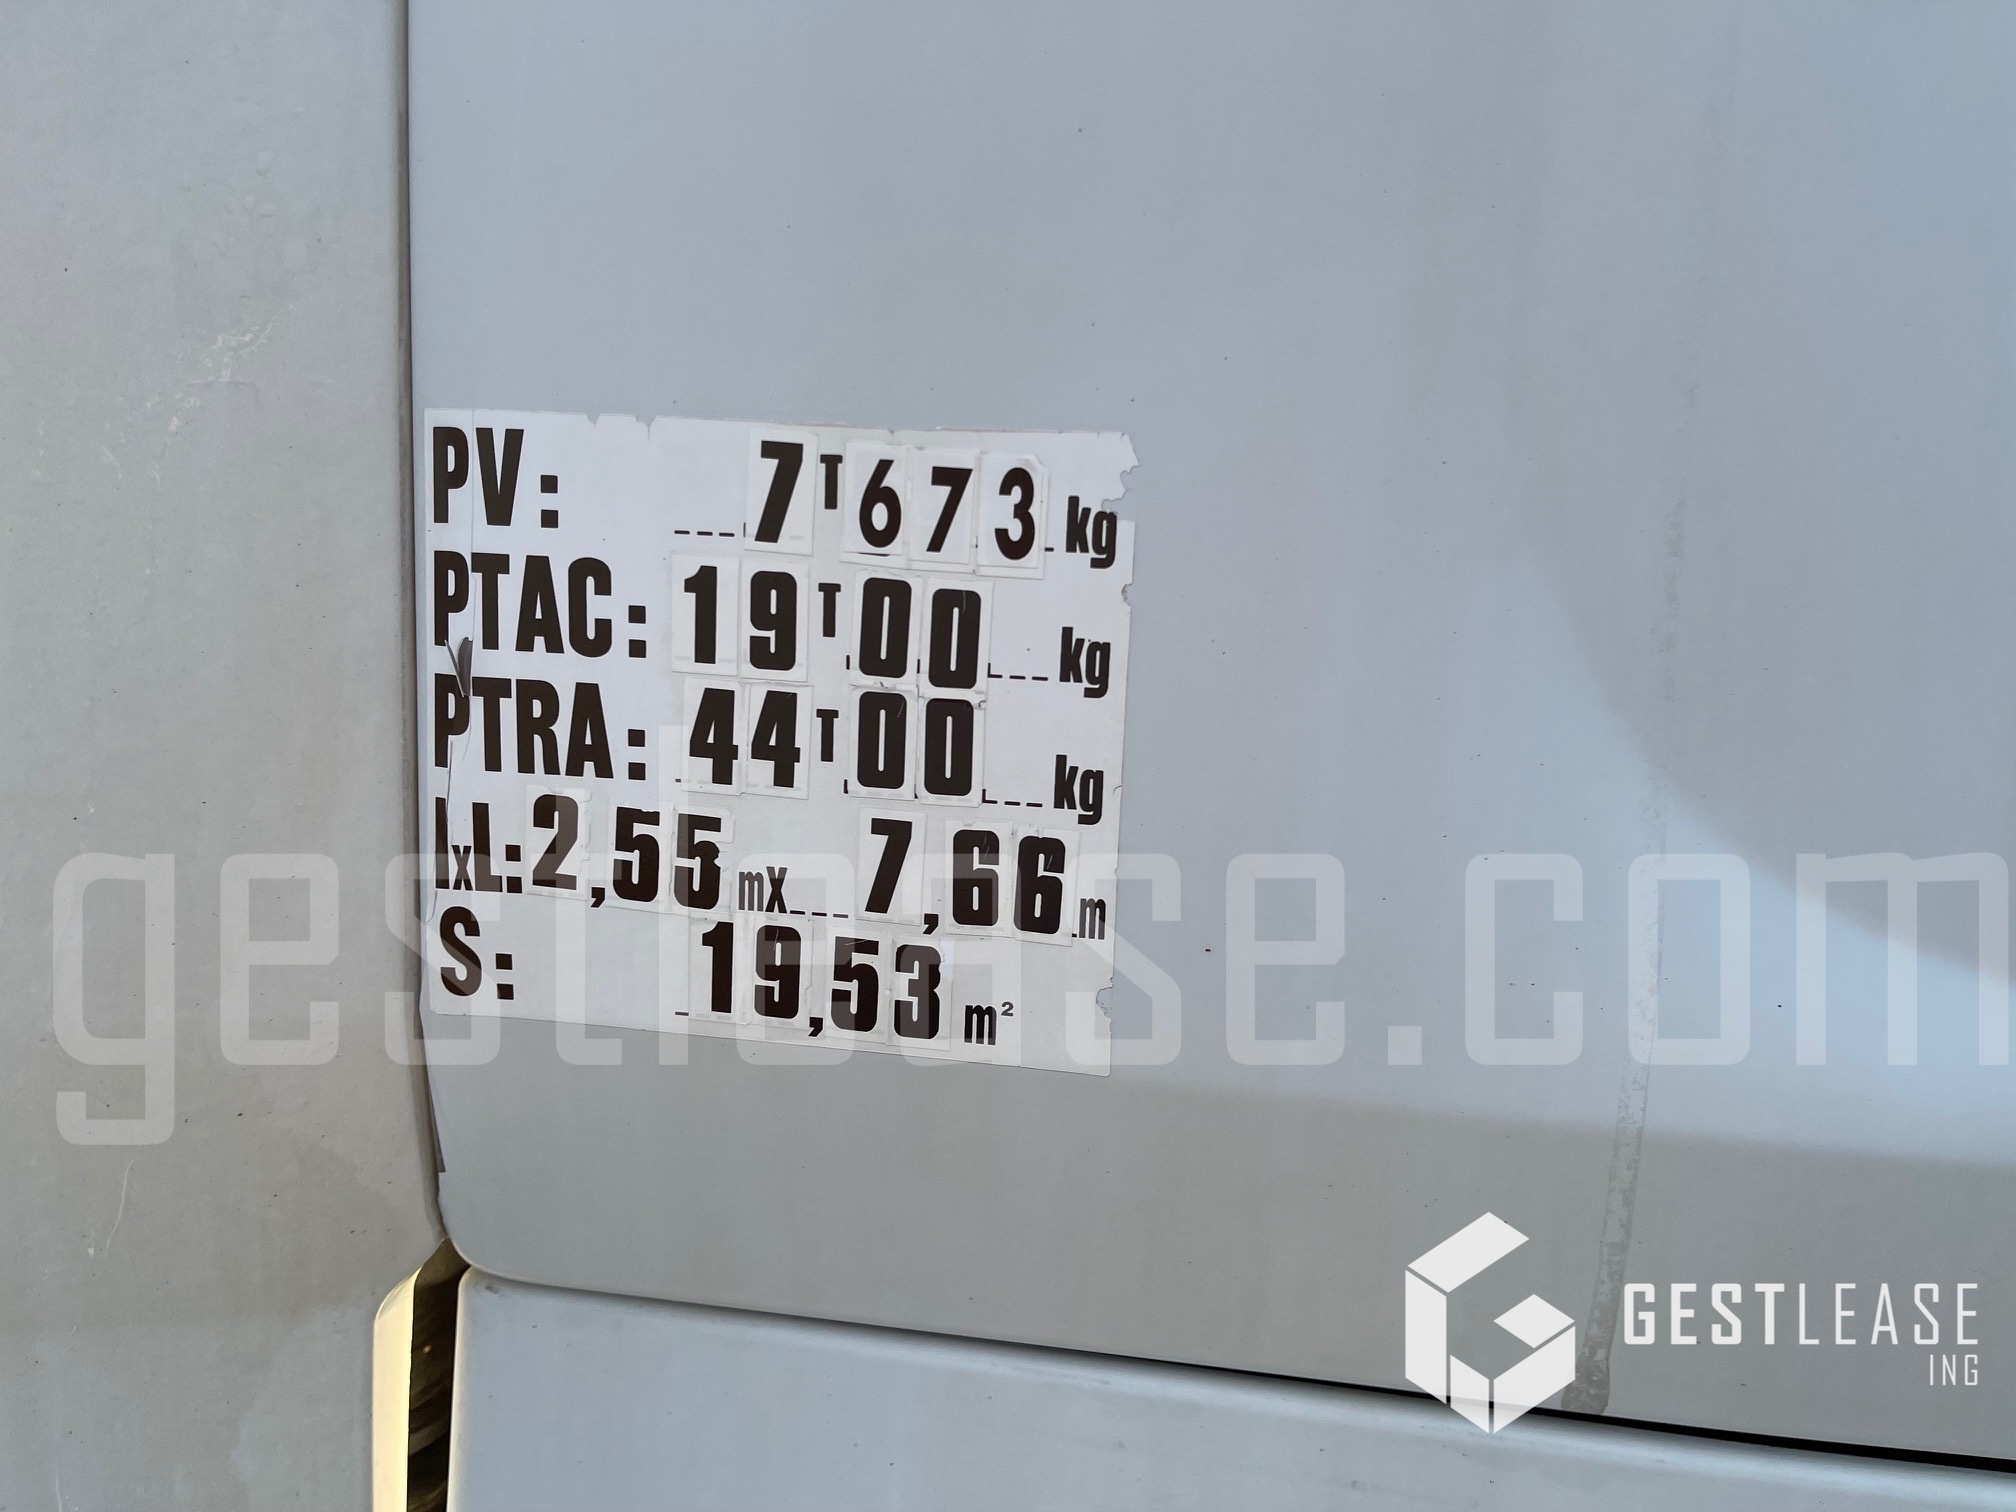 PV: 7T673 kg
PTAC: 19T00 kg
PTRA: 44T00 kg
lxL: 2,55 mx 7,66 m
S: 19,53 m²
gestlease.com
GESTLEASE
ING